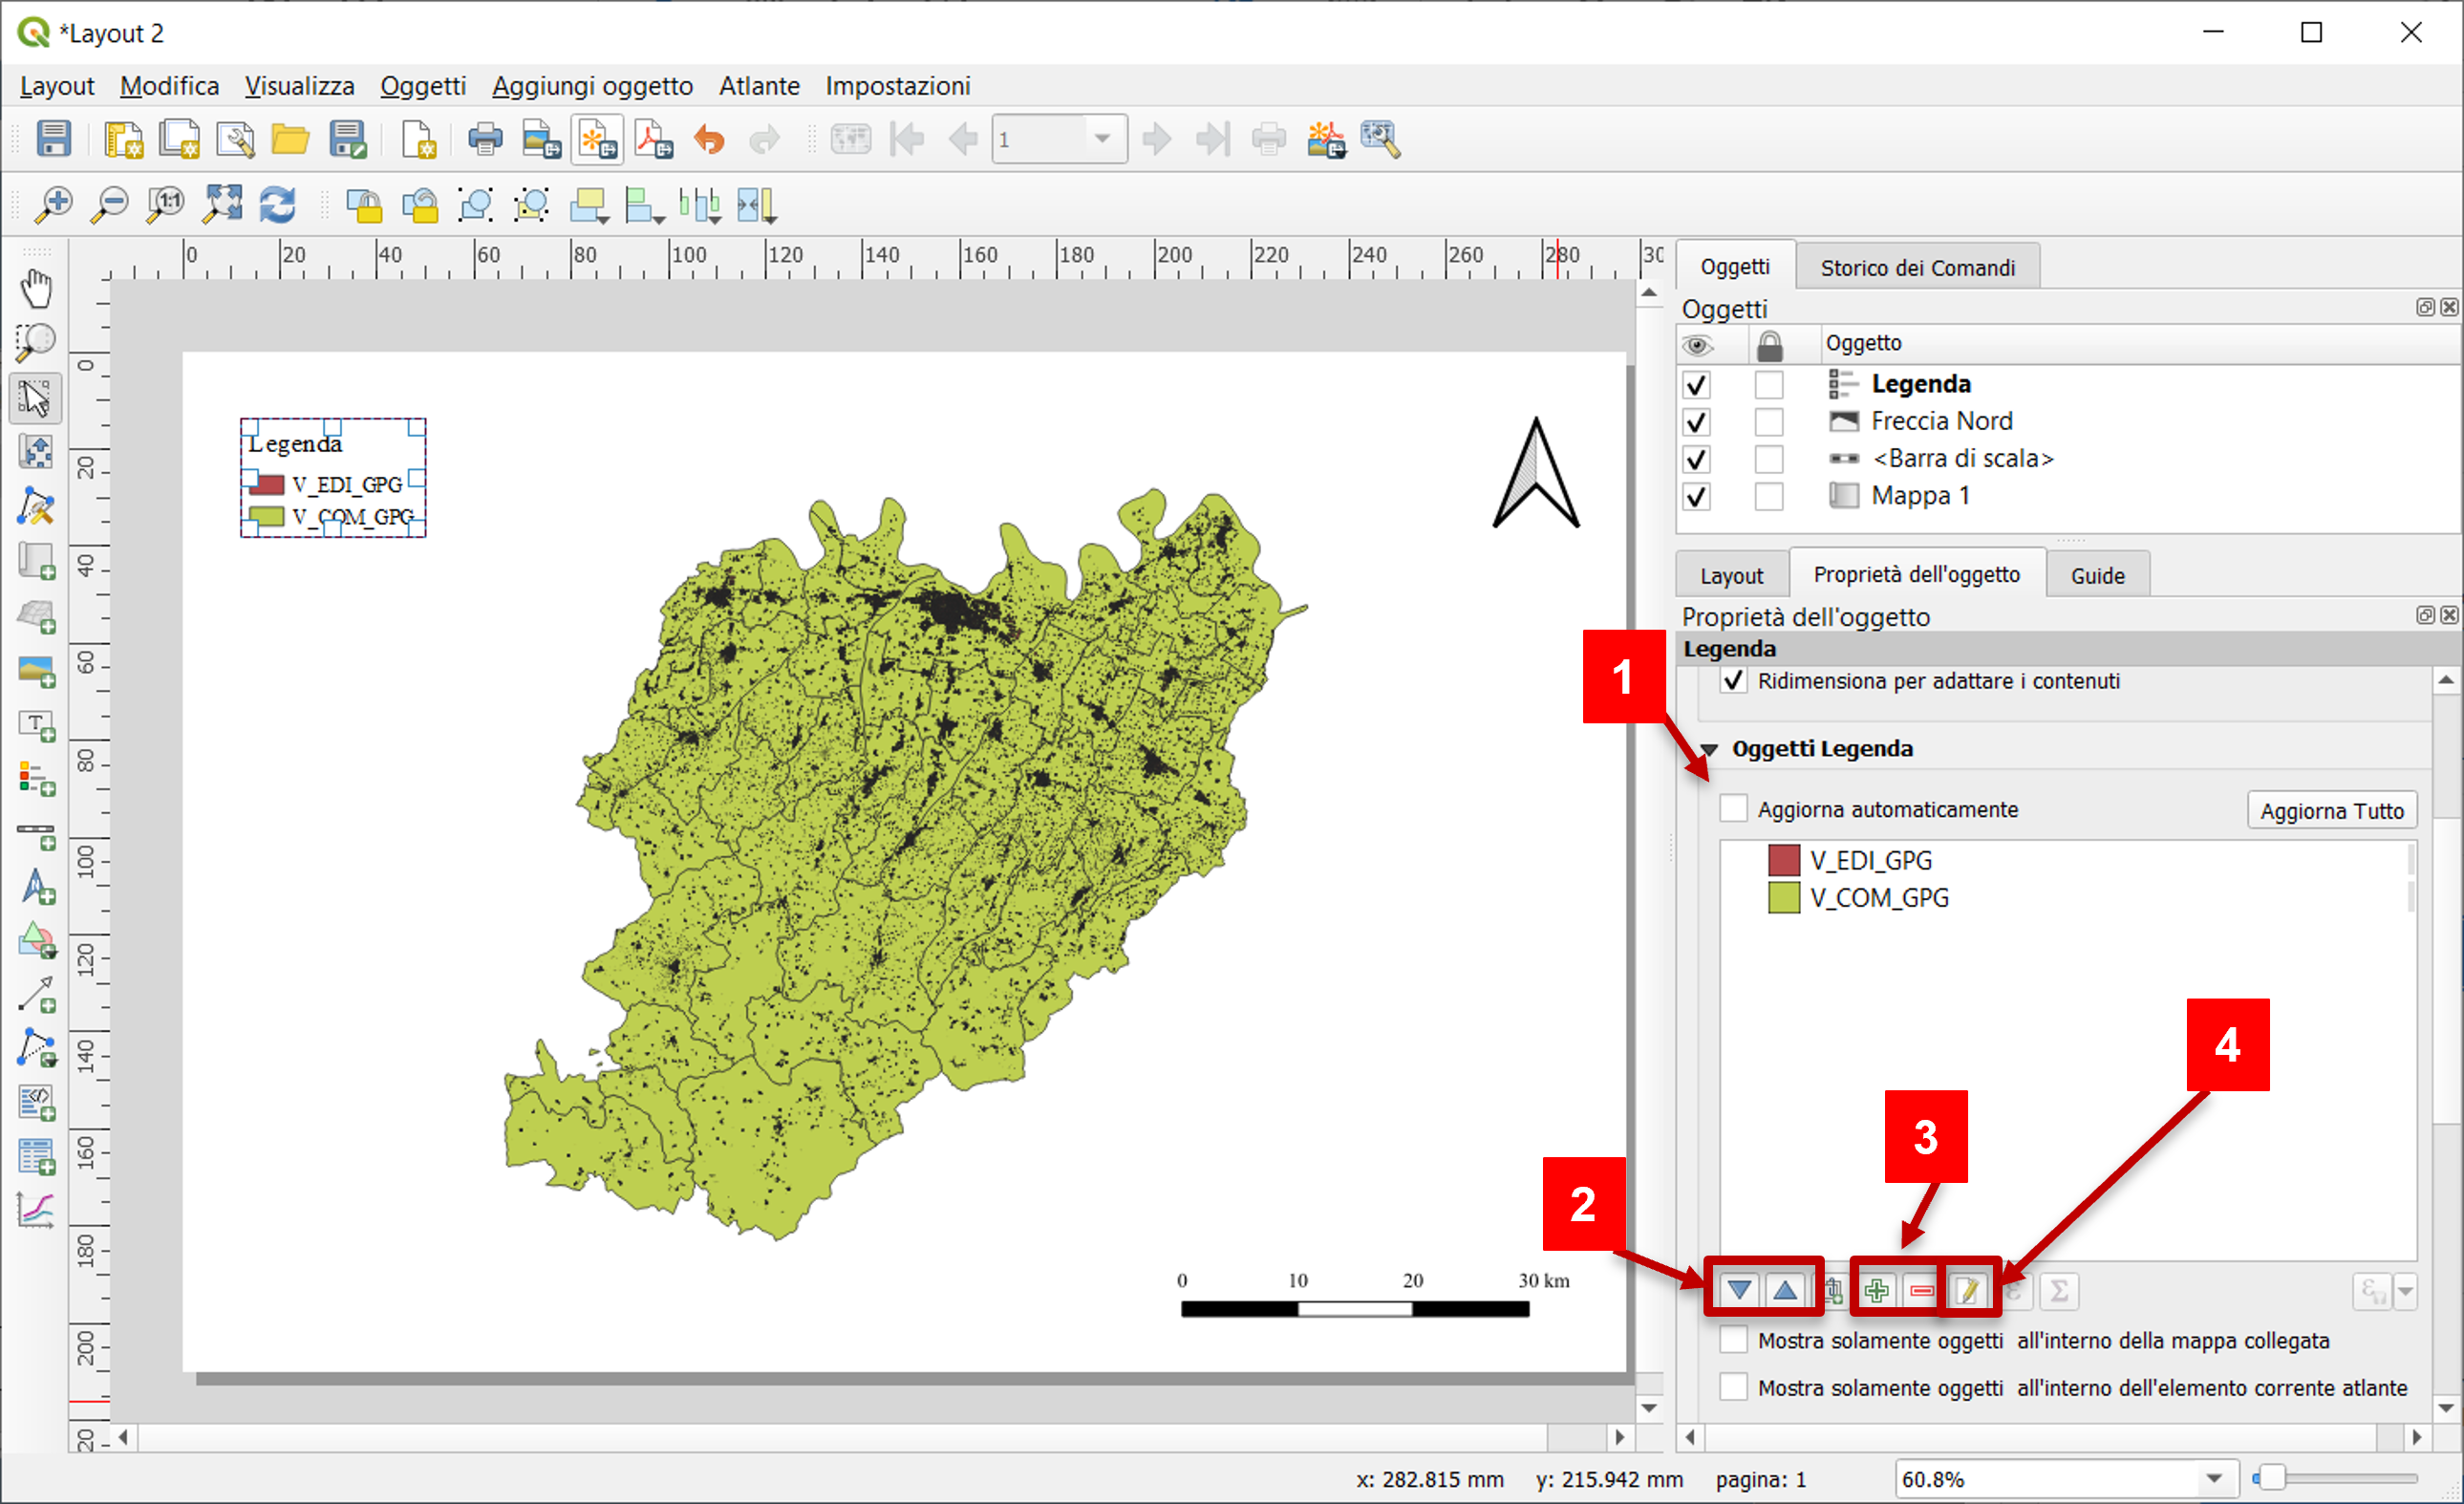 *Layout 2
Layout Modifica Visualizza Oggetti Aggiungi oggetto Atlante Impostazioni
1
1:1
0 20 40 60 80 100 120 140 160 180 200 220 240 260 280 30
0
20
40
60
80
100
120
140
160
180
200
20
Legenda
V_EDI_GPG
V_COM_GPG
0 10 20 30 km
Oggetti Storico dei Comandi
Oggetti
Oggetto
Legenda
Freccia Nord
<Barra di scala>
Mappa 1
Layout Proprietà dell'oggetto Guide
Proprietà dell'oggetto
Legenda
1
Ridimensiona per adattare i contenuti
Oggetti Legenda
Aggiorna automaticamente Aggiorna Tutto
V_EDI_GPG
V_COM_GPG
4
3
2
ε Σ ε
Mostra solamente oggetti all'interno della mappa collegata
Mostra solamente oggetti all'interno dell'elemento corrente atlante
x: 282.815 mm y: 215.942 mm pagina: 1 60.8%